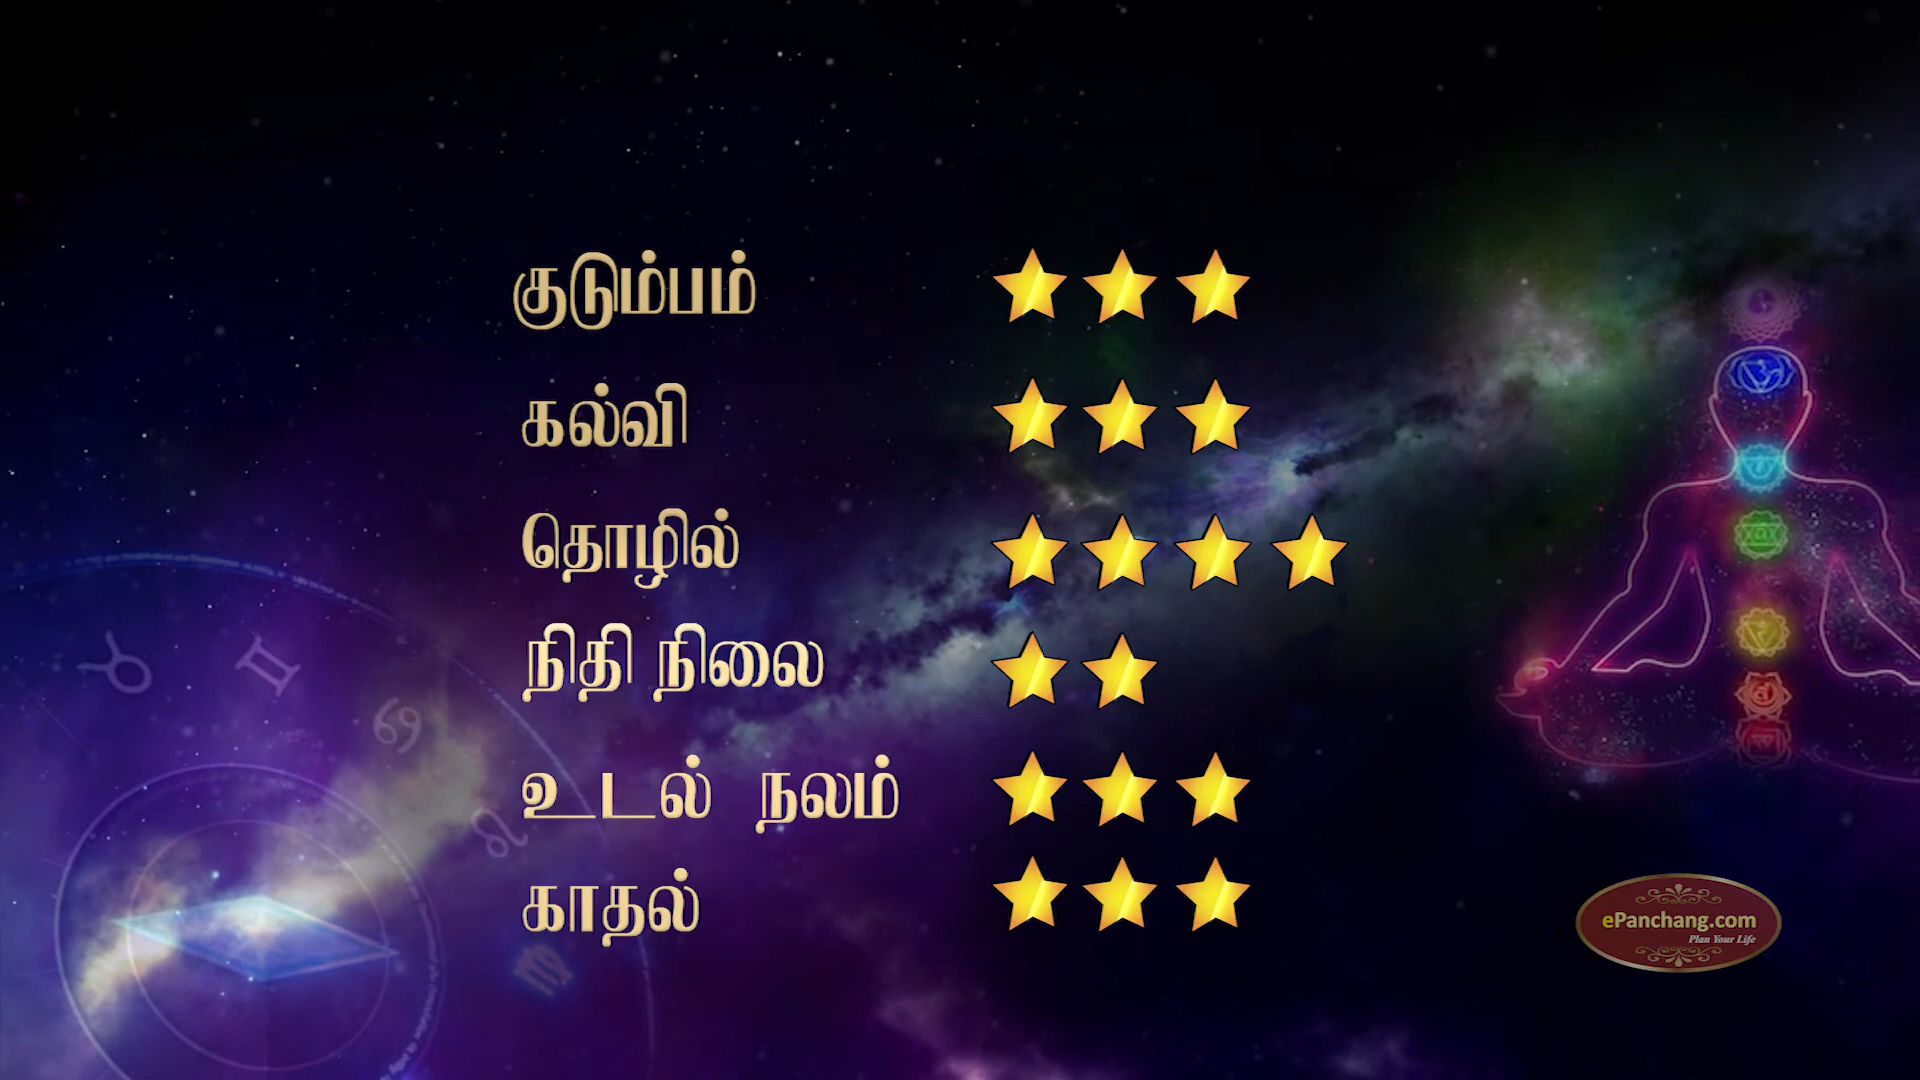 குடும்பம்
கல்வி
தொழில்
நிதி நிலை
உடல் நலம்
காதல்
ePanchang.com
Plan Your Life